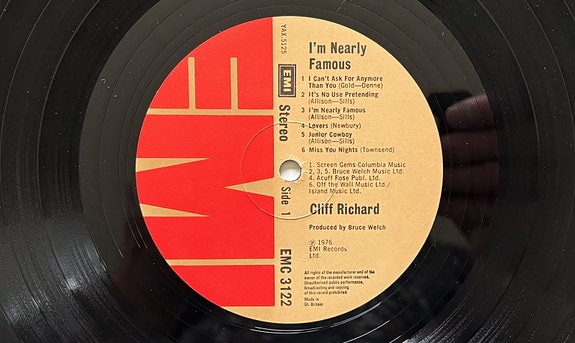 YAX.5125
EMI
Stereo
Side 1
EMC 3122
I'm Nearly
Famous
1 I Can't Ask For Anymore
Than You (Gold—Denne)
2 It's No Use Pretending
(Allison—Sills)
3 I'm Nearly Famous
(Allison—Sills)
4 Lovers (Newbury)
5 Junior Cowboy
(Allison—Sills)
6 Miss You Nights (Townsend)
1. Screen Gems-Columbia Music
2, 3, 5. Bruce Welch Music Ltd.
4. Acuff Rose Publ. Ltd.
6. Off the Wall Music Ltd./
Island Music Ltd.
Cliff Richard
Produced by Bruce Welch
℗ 1976
EMI Records
Ltd.
All rights of the manufacturer and of the
owner of the recorded work reserved.
Unauthorised public performance,
broadcasting and copying
of this record prohibited.
Made in
Gt. Britain
EMI